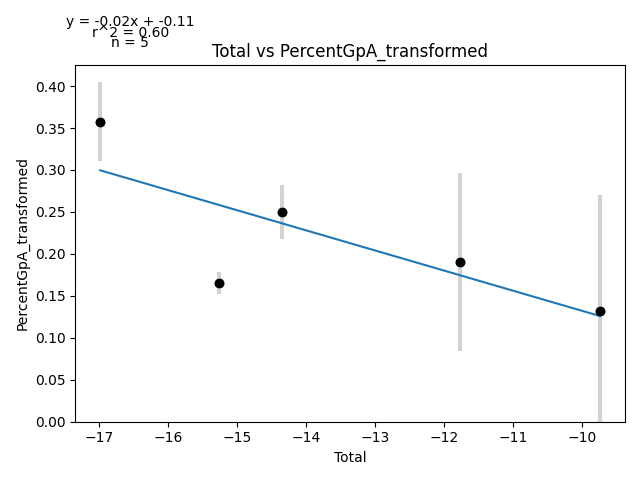 y = -0.02x + -0.11
r^2 = 0.60
n = 5
Total vs PercentGpA_transformed
PercentGpA_transformed
0.40
0.35
0.30
0.25
0.20
0.15
0.10
0.05
0.00
−17 −16 −15 −14 −13 −12 −11 −10
Total